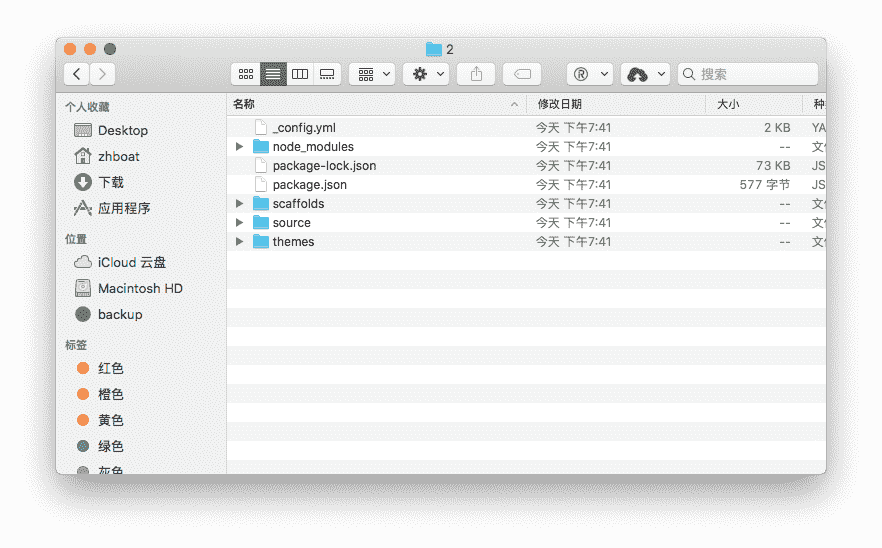 2
搜索
个人收藏
Desktop
zhboat
下载
应用程序
位置
iCloud 云盘
Macintosh HD
backup
标签
红色
橙色
黄色
绿色
灰色
名称 修改日期 大小 种
_config.yml 今天 下午7:41 2 KB YA
node_modules 今天 下午7:41 -- 文
package-lock.json 今天 下午7:41 73 KB JS
package.json 今天 下午7:41 577 字节 JS
scaffolds 今天 下午7:41 -- 文
source 今天 下午7:41 -- 文
themes 今天 下午7:41 -- 文